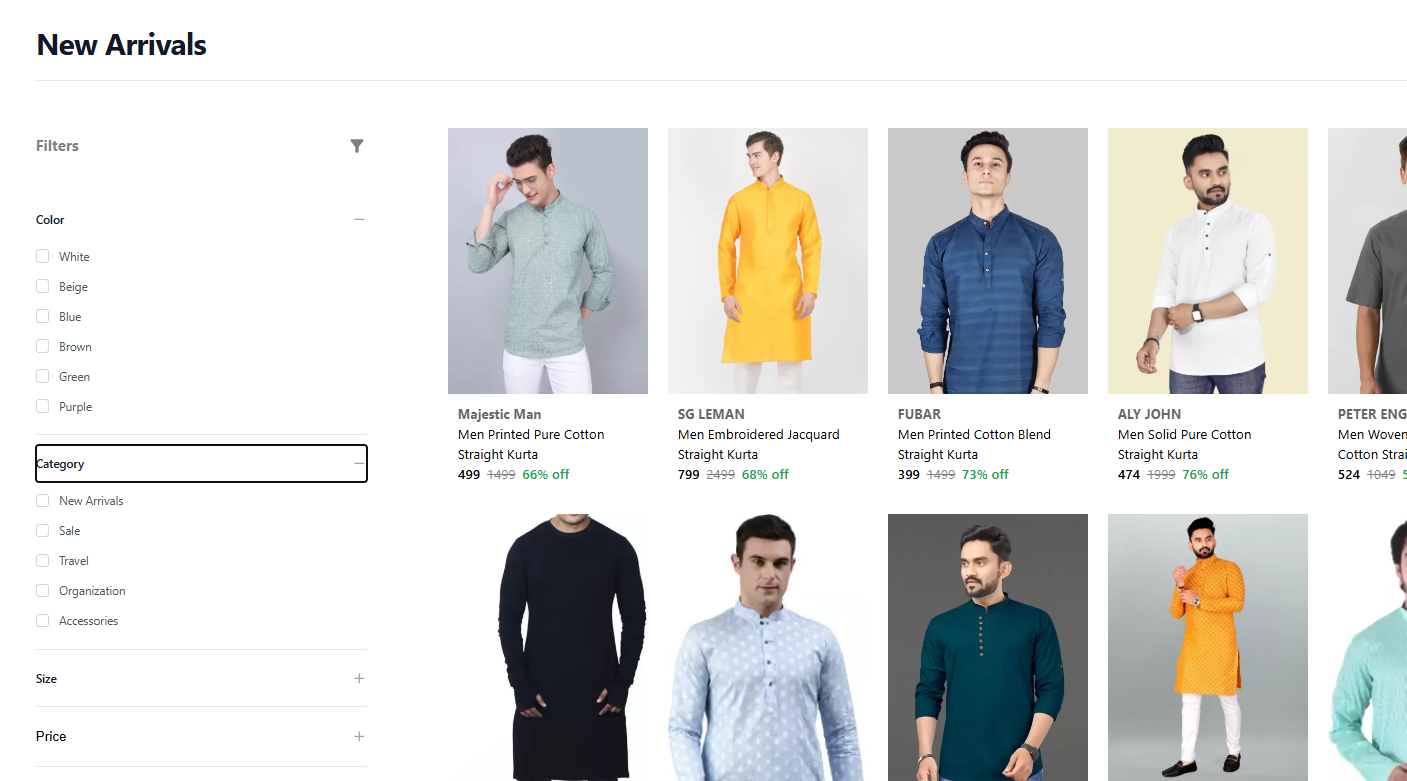 New Arrivals
Filters
Color
White
Beige
Blue
Brown
Green
Purple
Category
New Arrivals
Sale
Travel
Organization
Accessories
Size
Price
Majestic Man
Men Printed Pure Cotton
Straight Kurta
499 1499 66% off
SG LEMAN
Men Embroidered Jacquard
Straight Kurta
799 2499 68% off
FUBAR
Men Printed Cotton Blend
Straight Kurta
399 1499 73% off
ALY JOHN
Men Solid Pure Cotton
Straight Kurta
474 1999 76% off
PETER ENG
Men Woven
Cotton Strai
524 1049 5